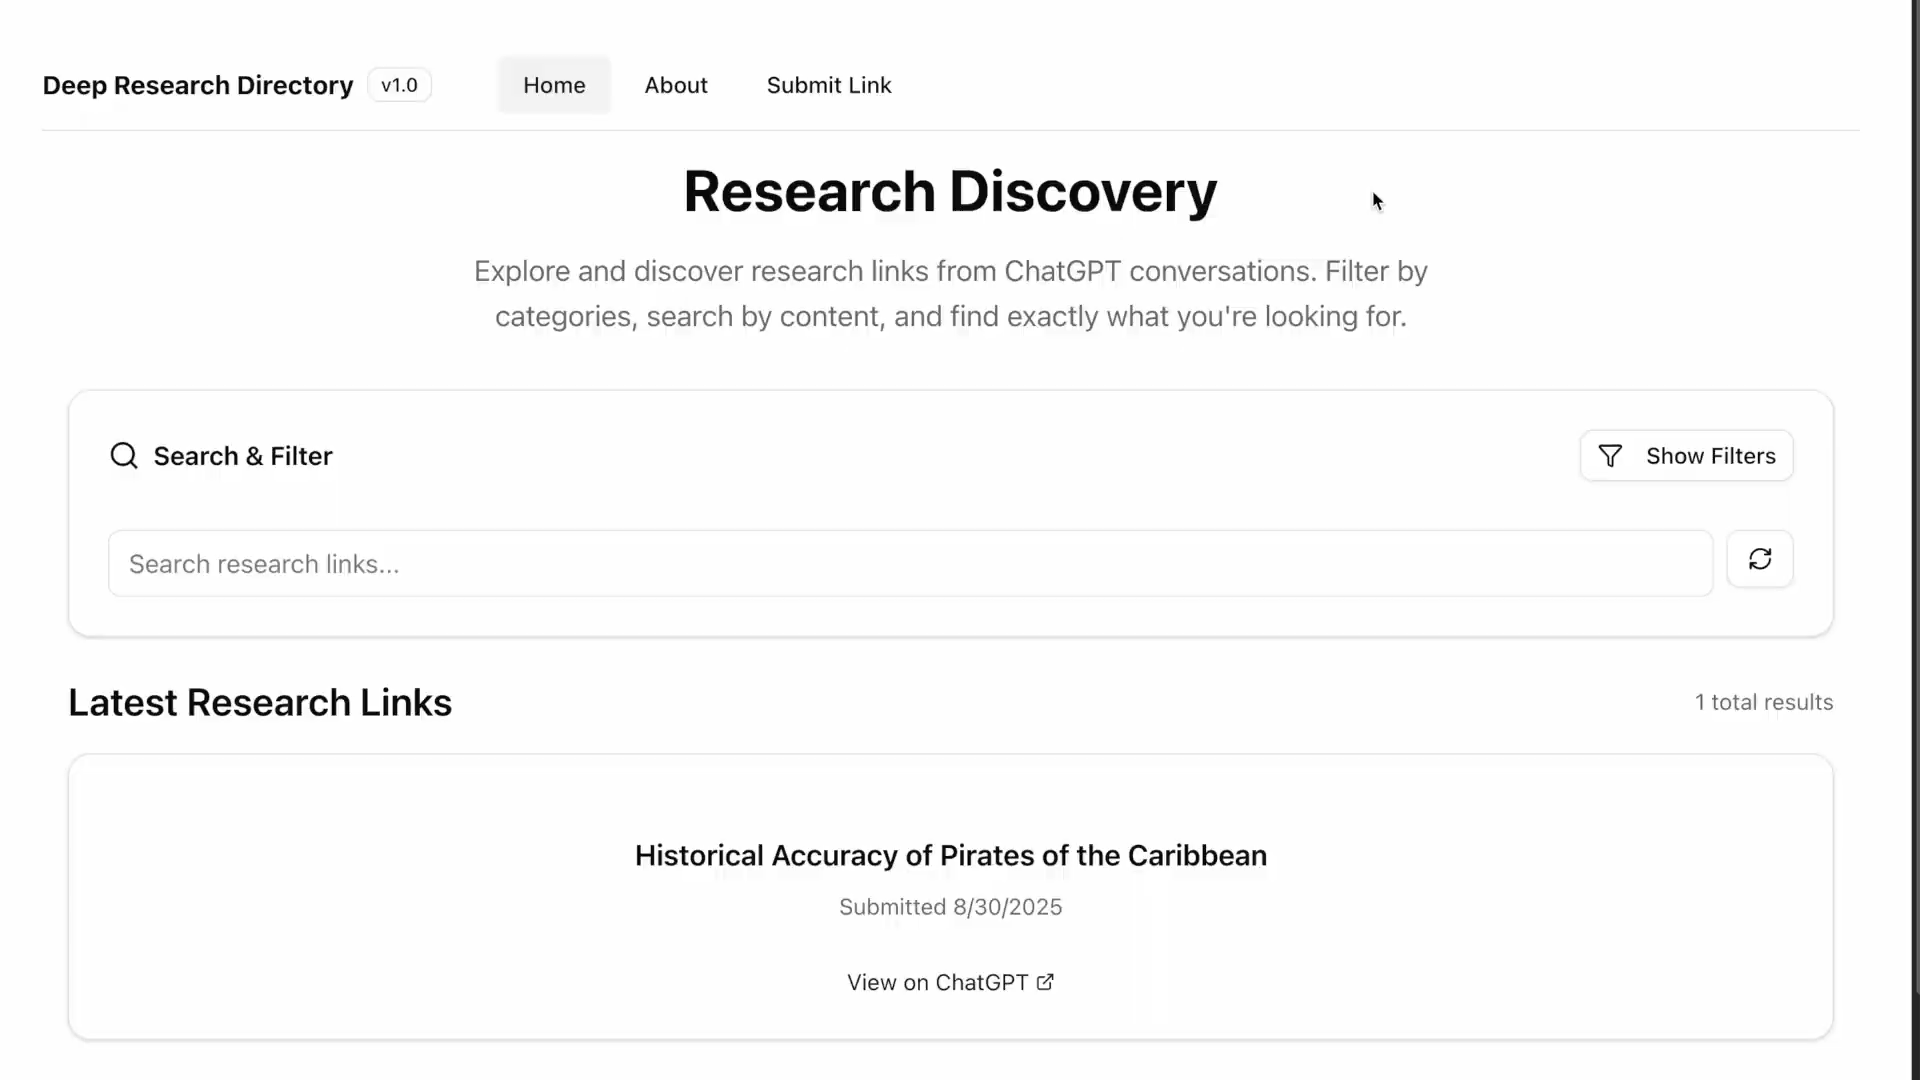 Deep Research Directory v1.0 Home About Submit Link
Research Discovery
Explore and discover research links from ChatGPT conversations. Filter by
categories, search by content, and find exactly what you're looking for.
Search & Filter Show Filters
Search research links...
Latest Research Links 1 total results
Historical Accuracy of Pirates of the Caribbean
Submitted 8/30/2025
View on ChatGPT